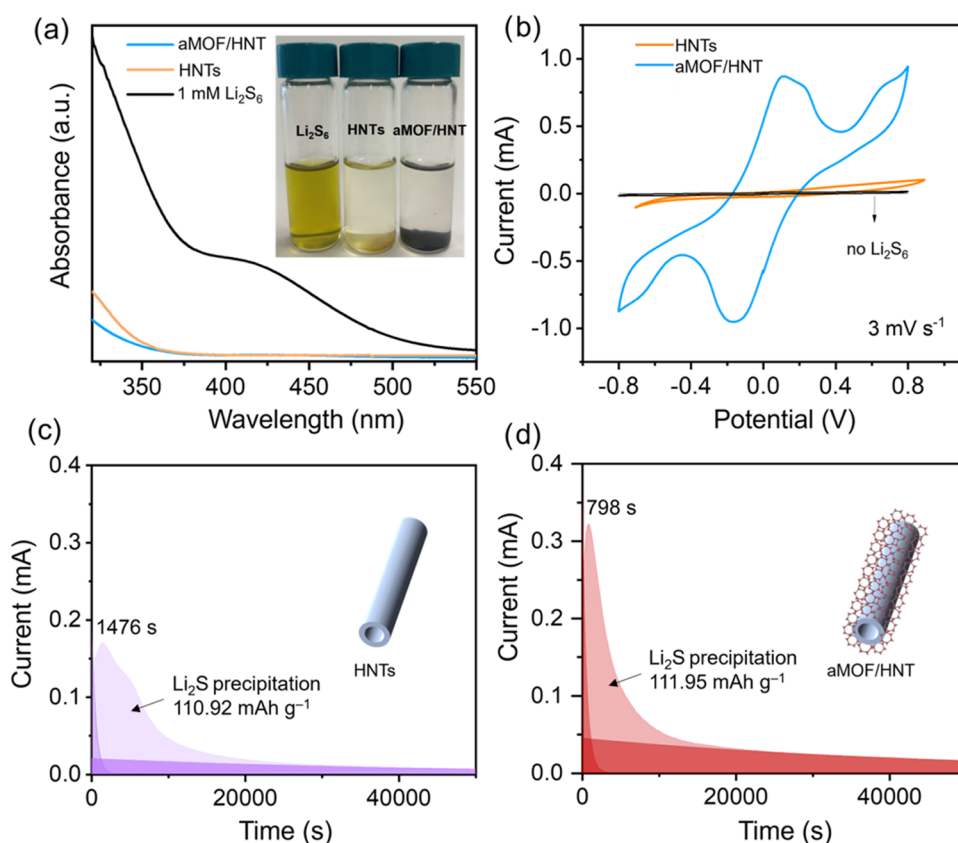 (a)
aMOF/HNT
HNTs
1 mM Li₂S₆
Li₂S₆
HNTs
aMOF/HNT
Absorbance (a.u.)
350
400
450
500
550
Wavelength (nm)
(b)
HNTs
aMOF/HNT
1.0
0.5
0.0
-0.5
-1.0
Current (mA)
no Li₂S₆
3 mV s⁻¹
-0.8
-0.4
0.0
0.4
0.8
Potential (V)
(c)
0.4
0.3
0.2
0.1
0.0
Current (mA)
1476 s
HNTs
Li₂S precipitation
110.92 mAh g⁻¹
0
20000
40000
Time (s)
(d)
0.4
0.3
0.2
0.1
0.0
Current (mA)
798 s
aMOF/HNT
Li₂S precipitation
111.95 mAh g⁻¹
0
20000
40000
Time (s)